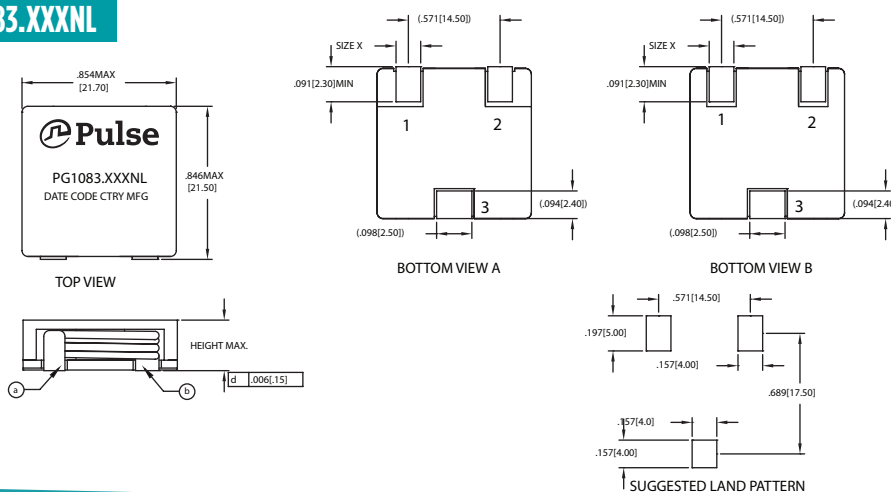 83.XXXNL
.854MAX
[21.70]
Pulse
PG1083.XXXNL
DATE CODE CTRY MFG
.846MAX
[21.50]
TOP VIEW
HEIGHT MAX.
a
b
d .006[.15]
(.571[14.50])
SIZE X
.091[2.30]MIN
1
2
3
(.094[2.40])
(.098[2.50])
BOTTOM VIEW A
(.571[14.50])
SIZE X
.091[2.30]MIN
1
2
3
(.094[2.40
(.098[2.50])
BOTTOM VIEW B
.571[14.50]
.197[5.00]
.157[4.00]
.689[17.50]
.157[4.0]
.157[4.00]
SUGGESTED LAND PATTERN